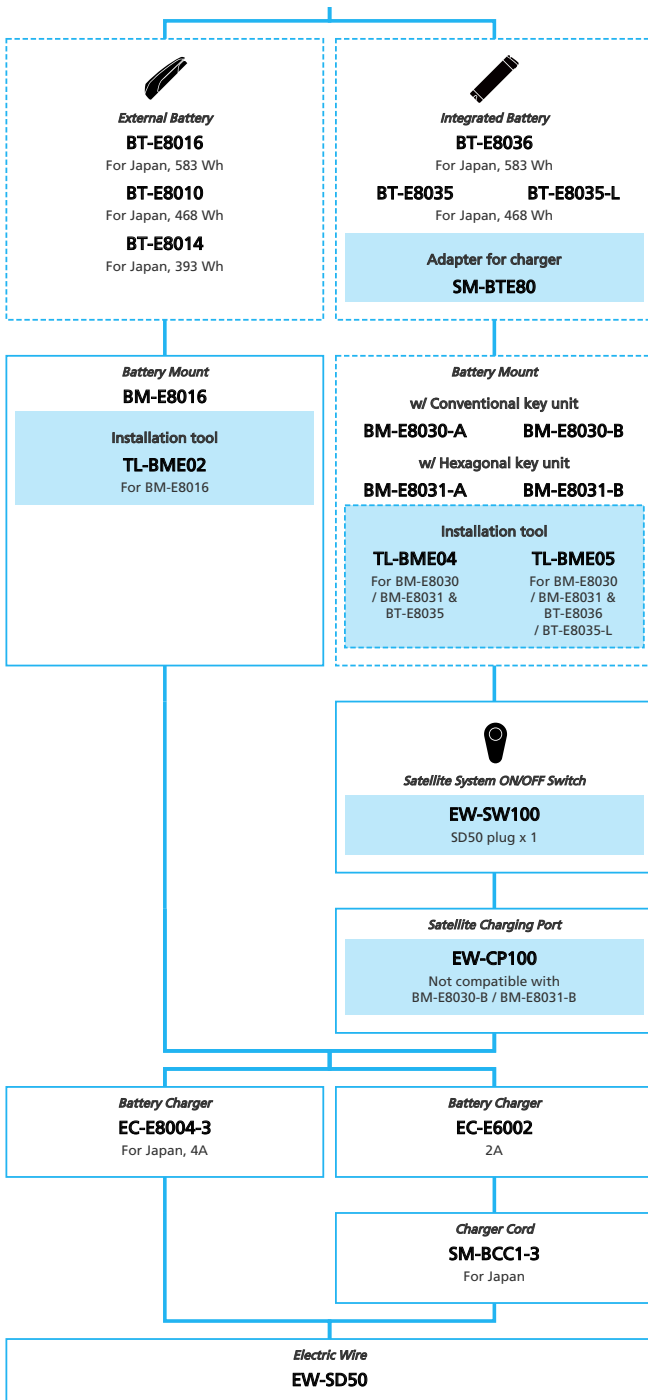 External Battery
BT-E8016
For Japan, 583 Wh
BT-E8010
For Japan, 468 Wh
BT-E8014
For Japan, 393 Wh
Integrated Battery
BT-E8036
For Japan, 583 Wh
BT-E8035 BT-E8035-L
For Japan, 468 Wh
Adapter for charger
SM-BTE80
Battery Mount
BM-E8016
Installation tool
TL-BME02
For BM-E8016
Battery Mount
w/ Conventional key unit
BM-E8030-A BM-E8030-B
w/ Hexagonal key unit
BM-E8031-A BM-E8031-B
Installation tool
TL-BME04
For BM-E8030
/ BM-E8031 &
BT-E8035
TL-BME05
For BM-E8030
/ BM-E8031 &
BT-E8036
/ BT-E8035-L
Satellite System ON/OFF Switch
EW-SW100
SD50 plug x 1
Satellite Charging Port
EW-CP100
Not compatible with
BM-E8030-B / BM-E8031-B
Battery Charger
EC-E8004-3
For Japan, 4A
Battery Charger
EC-E6002
2A
Charger Cord
SM-BCC1-3
For Japan
Electric Wire
EW-SD50